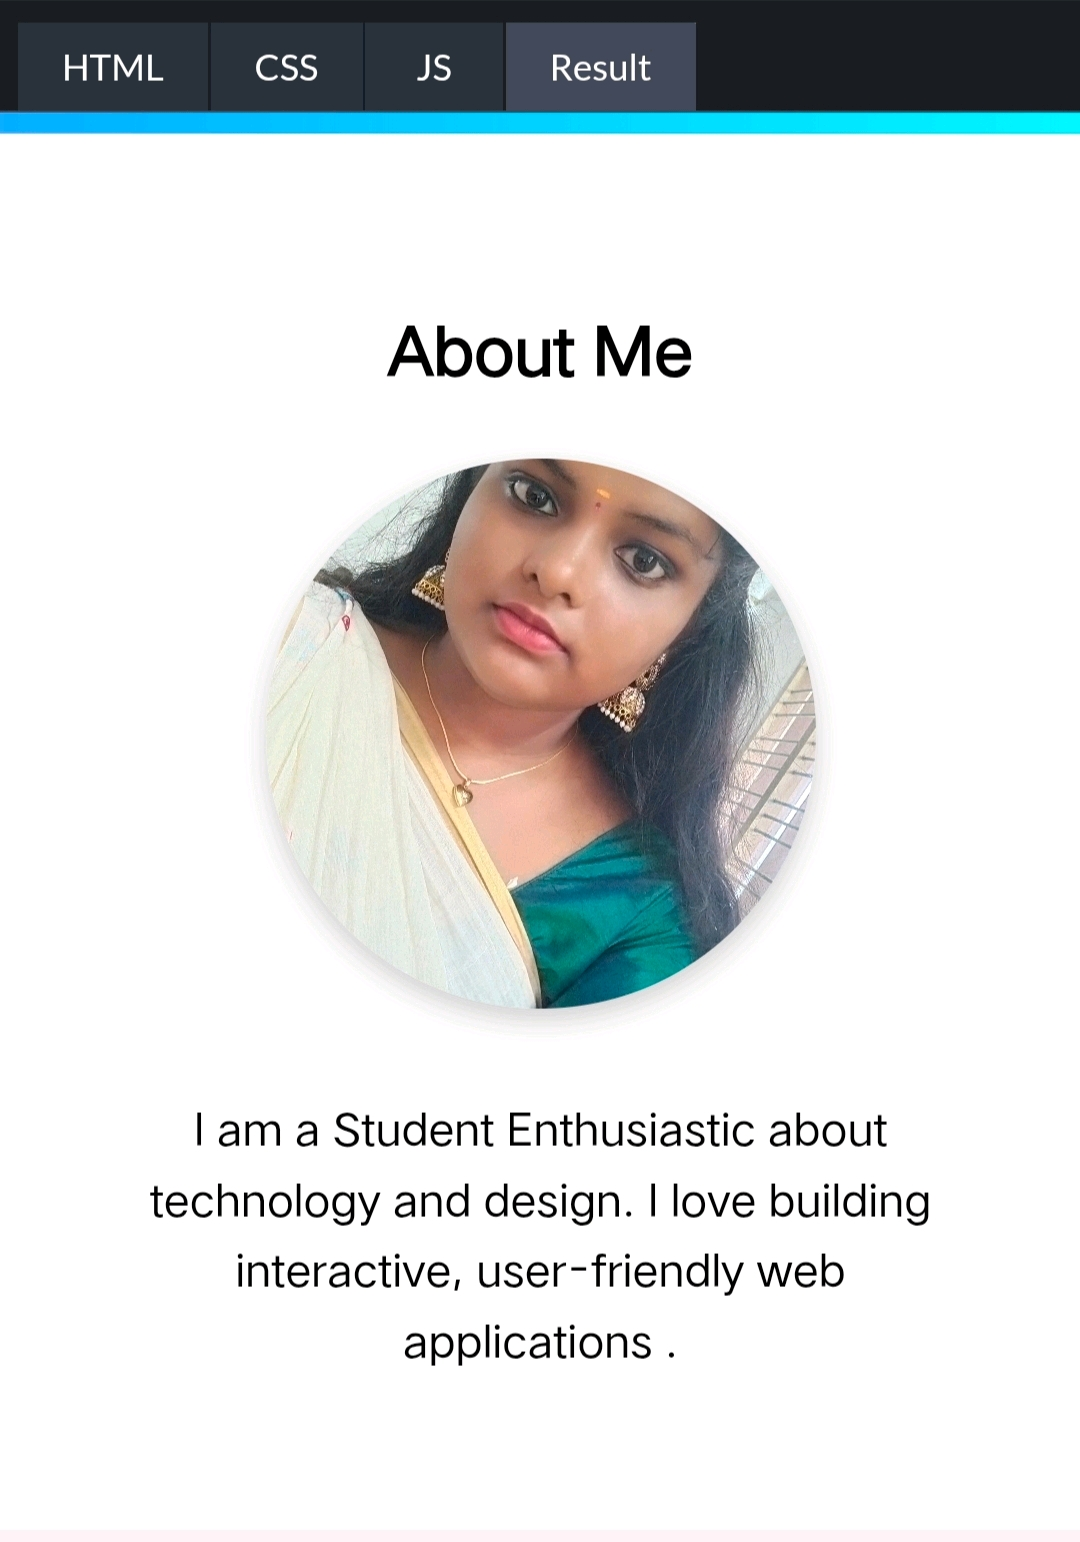 HTML CSS JS Result
About Me
I am a Student Enthusiastic about
technology and design. I love building
interactive, user-friendly web
applications .